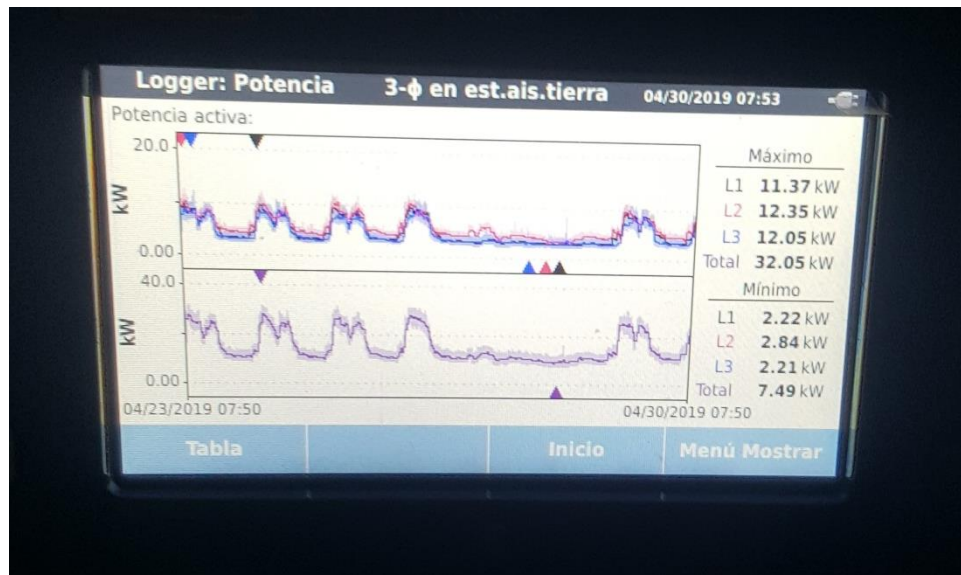 Logger: Potencia 3-ϕ en est.ais.tierra 04/30/2019 07:53
Potencia activa:
20.0
kW
0.00
Máximo
L1 11.37 kW
L2 12.35 kW
L3 12.05 kW
Total 32.05 kW
40.0
kW
0.00
Mínimo
L1 2.22 kW
L2 2.84 kW
L3 2.21 kW
Total 7.49 kW
04/23/2019 07:50 04/30/2019 07:50
Tabla Inicio Menú Mostrar